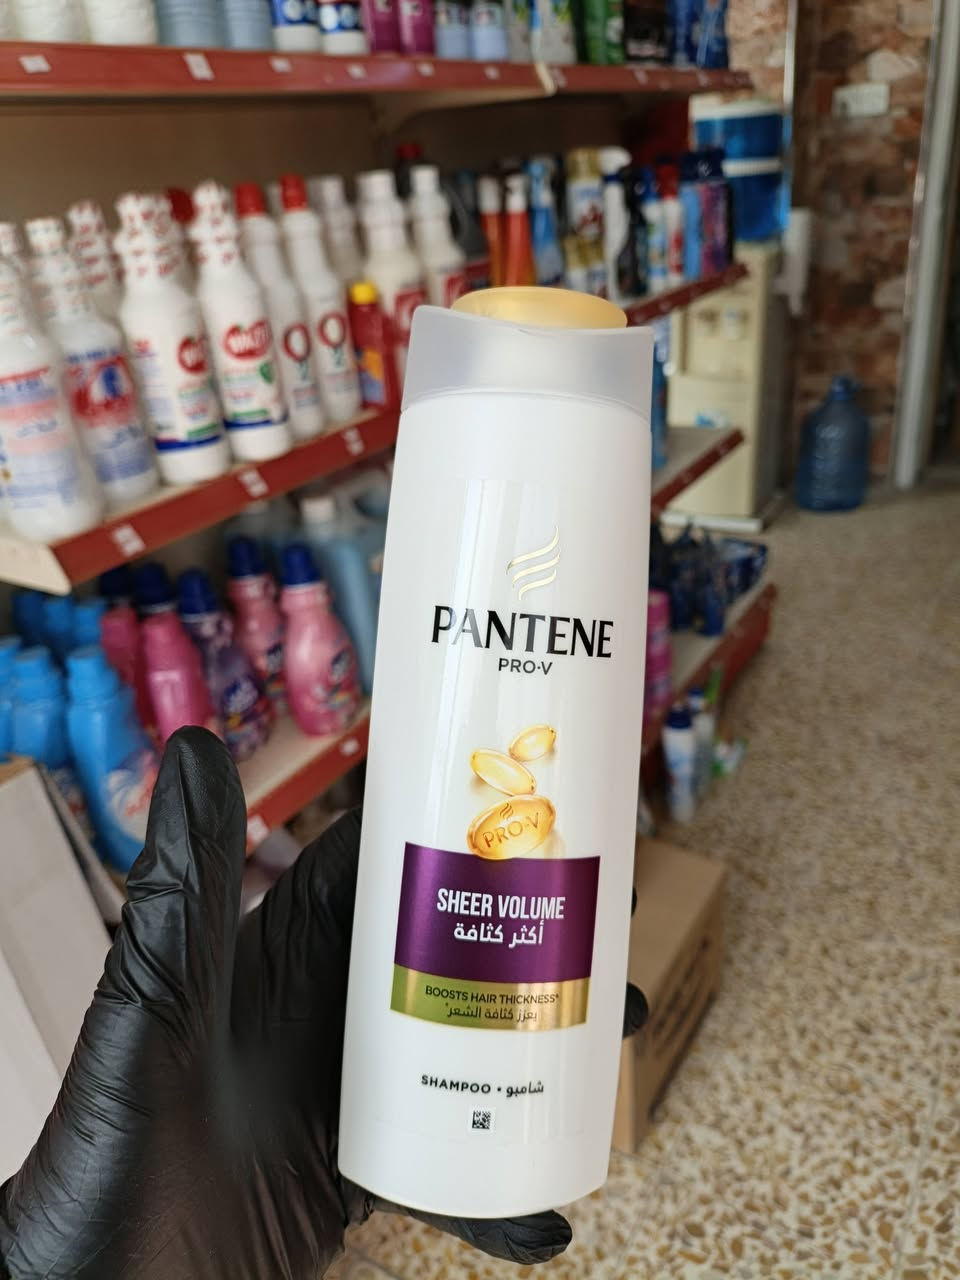 PANTENE
PRO-V
PRO-V
SHEER VOLUME
أكثر كثافة
BOOSTS HAIR THICKNESS*
يعزز كثافة الشعر*
SHAMPOO • شامبو